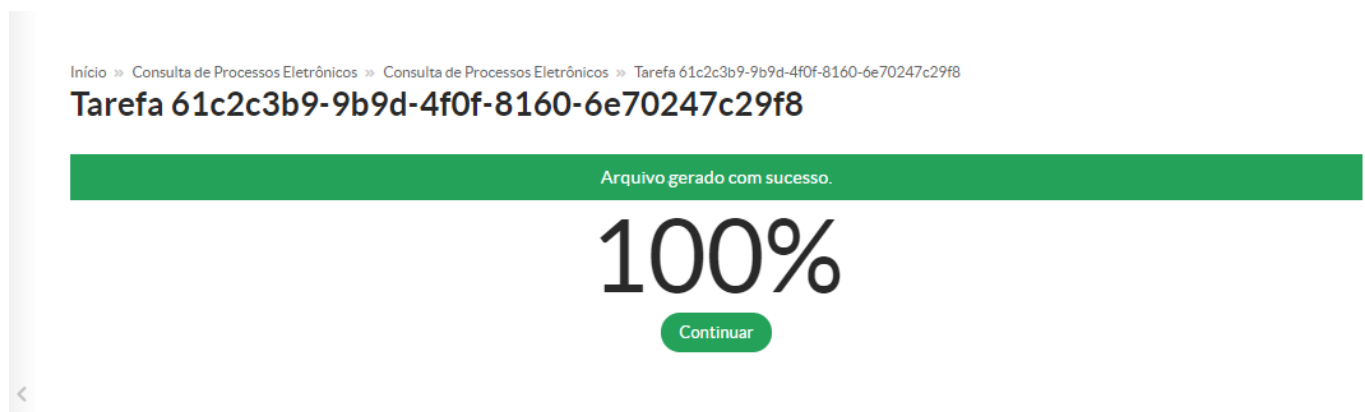 Início » Consulta de Processos Eletrônicos » Consulta de Processos Eletrônicos » Tarefa 61c2c3b9-9b9d-4f0f-8160-6e70247c29f8
Tarefa 61c2c3b9-9b9d-4f0f-8160-6e70247c29f8
Arquivo gerado com sucesso.
100%
Continuar